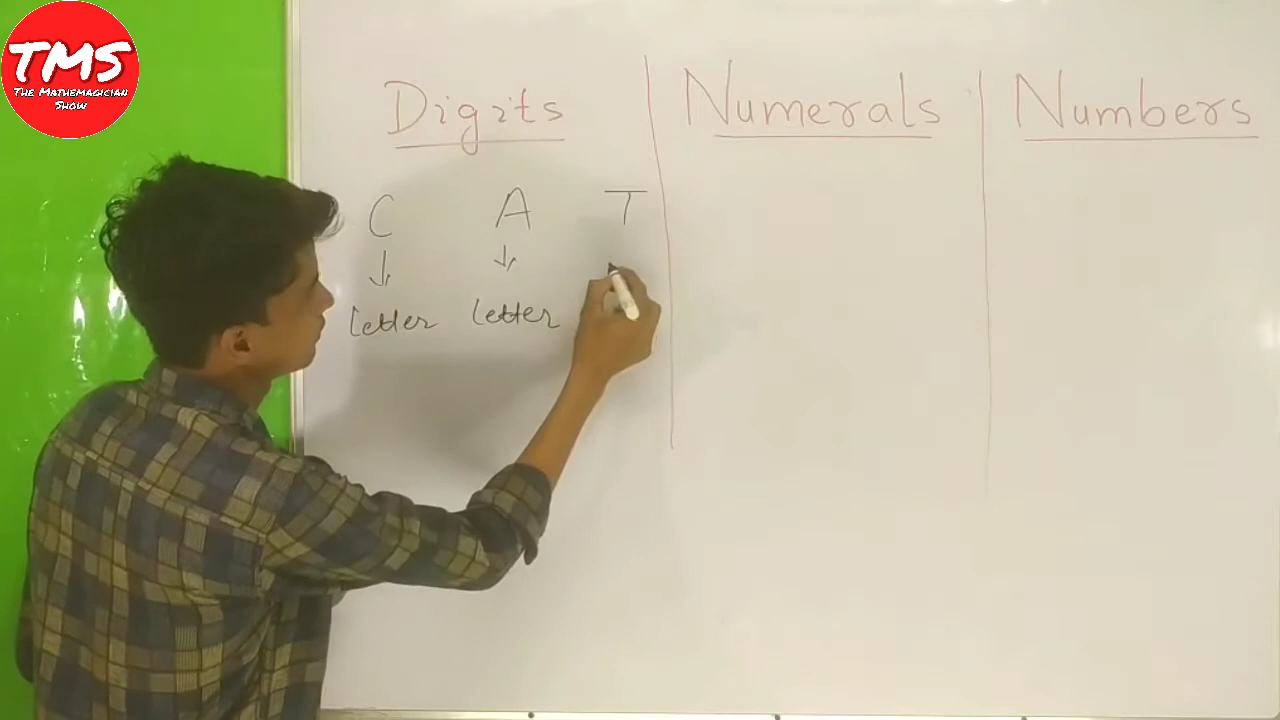 TMS
The Mathemagician
Show
Digits Numerals Numbers
C A T
letter letter